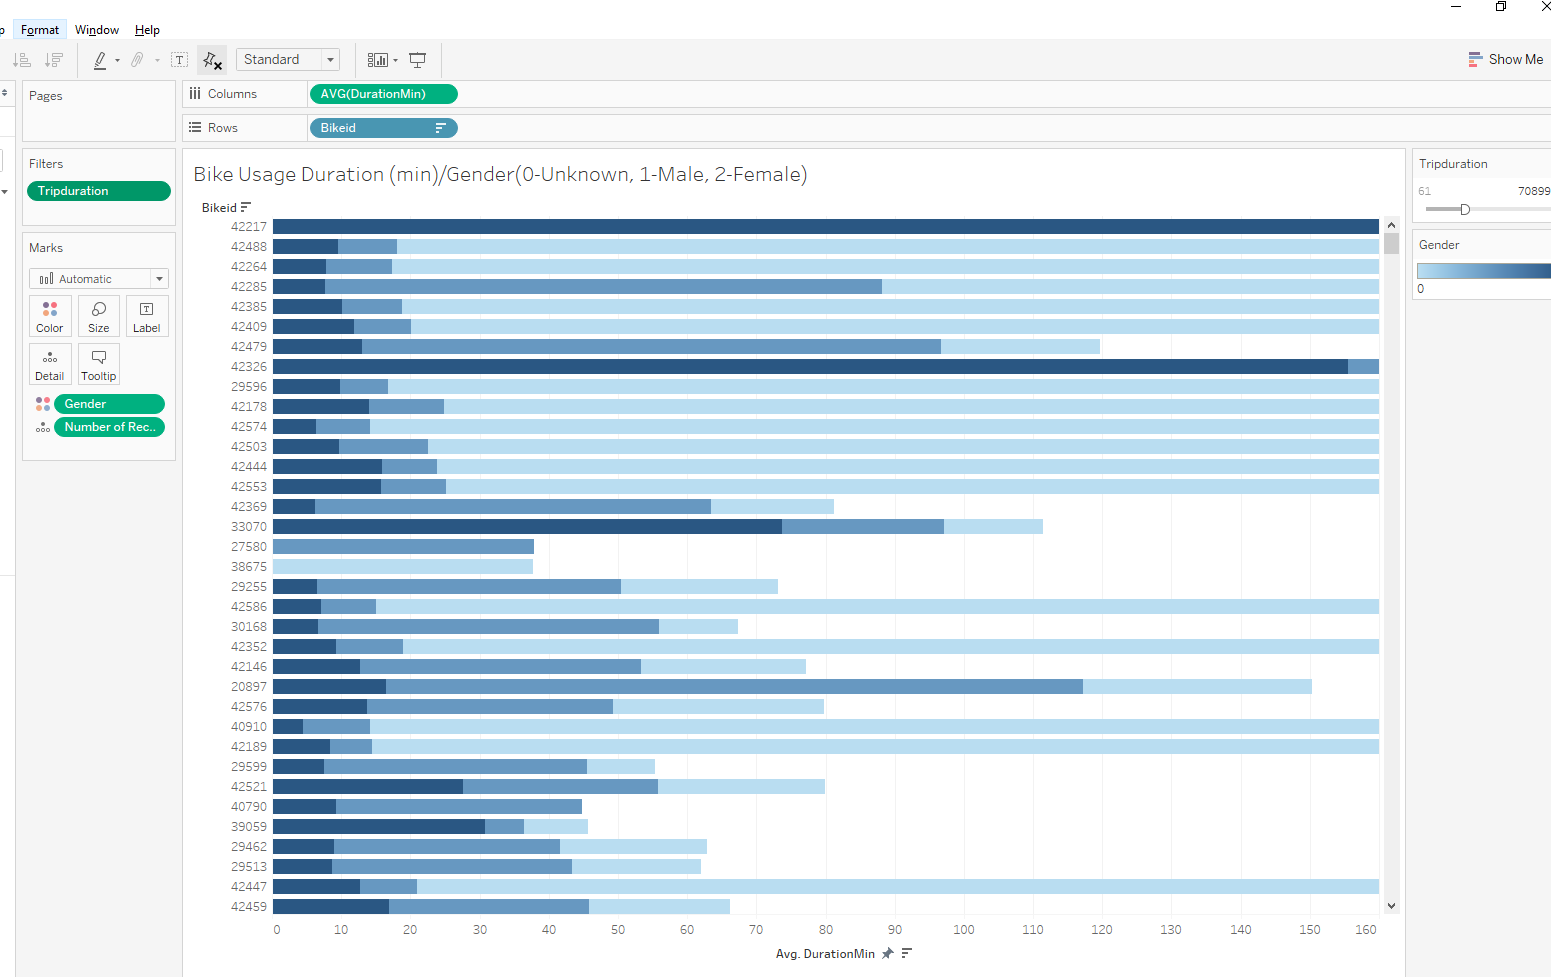 p Format Window Help
Standard
Show Me
Pages
Columns AVG(DurationMin)
Rows Bikeid
Filters
Tripduration
Marks
Automatic
Color Size Label
Detail Tooltip
Gender
Number of Rec..
Bike Usage Duration (min)/Gender(0-Unknown, 1-Male, 2-Female)
Bikeid
42217
42488
42264
42285
42385
42409
42479
42326
29596
42178
42574
42503
42444
42553
42369
33070
27580
38675
29255
42586
30168
42352
42146
20897
42576
40910
42189
29599
42521
40790
39059
29462
29513
42447
42459
0 10 20 30 40 50 60 70 80 90 100 110 120 130 140 150 160
Avg. DurationMin
Tripduration
61 70899
Gender
0